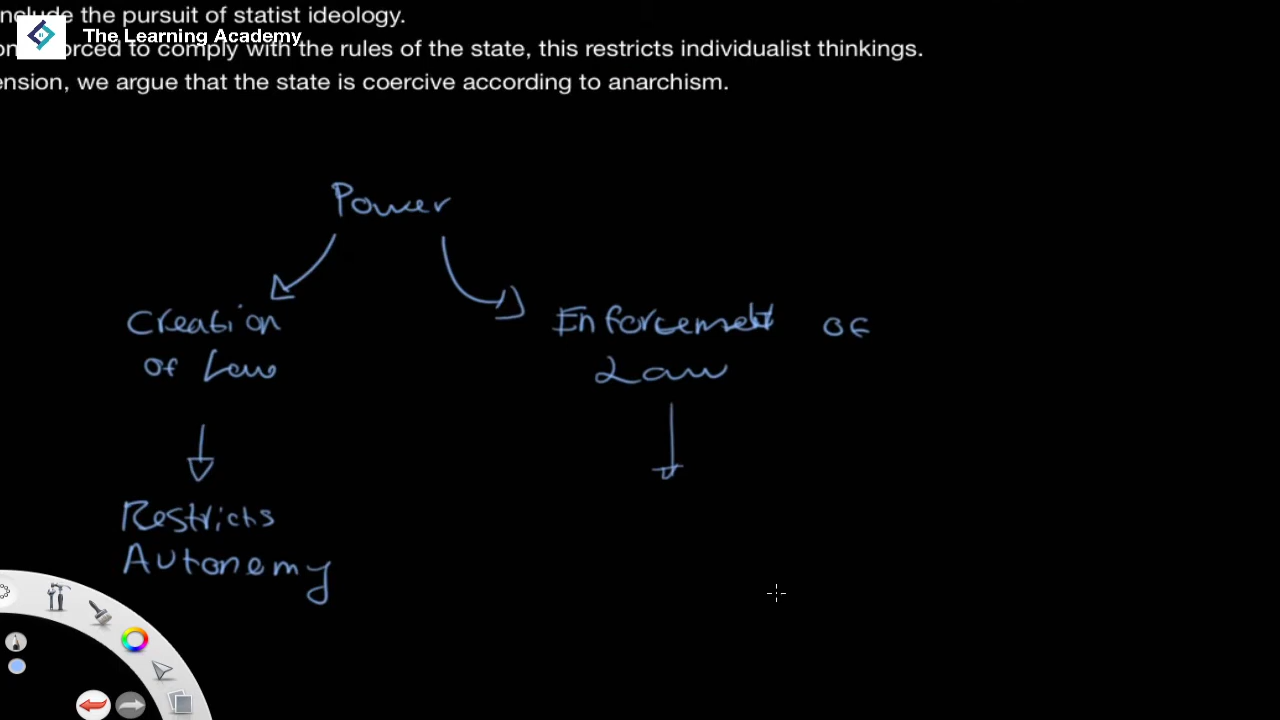 nclude the pursuit of statist ideology.
The Learning Academy
on orced to comply with the rules of the state, this restricts individualist thinkings.
ension, we argue that the state is coercive according to anarchism.
Power
Creation
of Law
Enforcement of
Law
Restricts
Autonemy